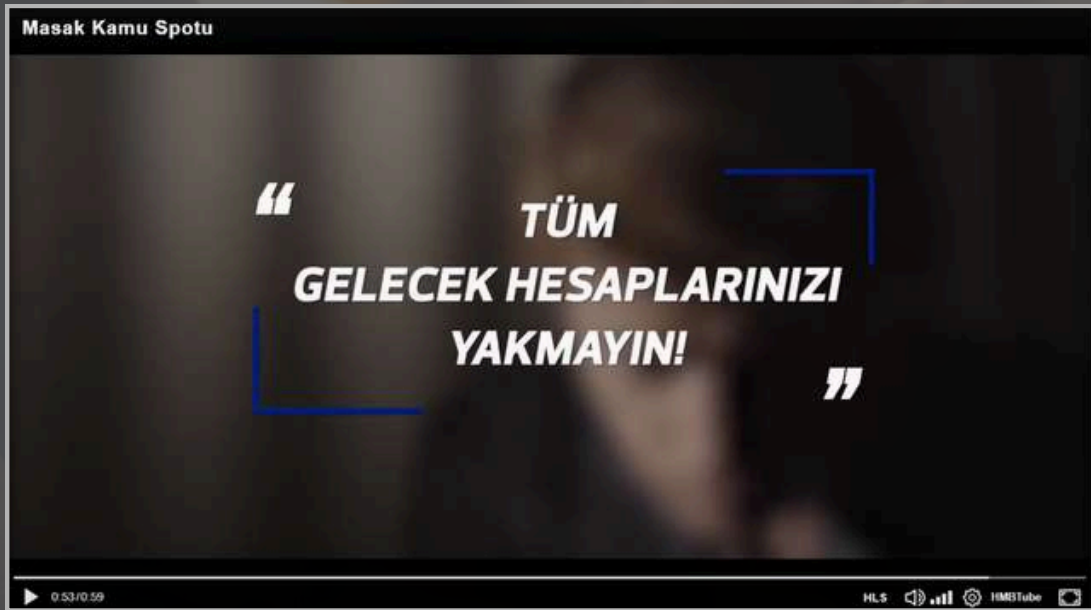 Masak Kamu Spotu
“ TÜM
GELECEK HESAPLARINIZI
YAKMAYIN! ”
0:53/0:59
HLS
HMBTube